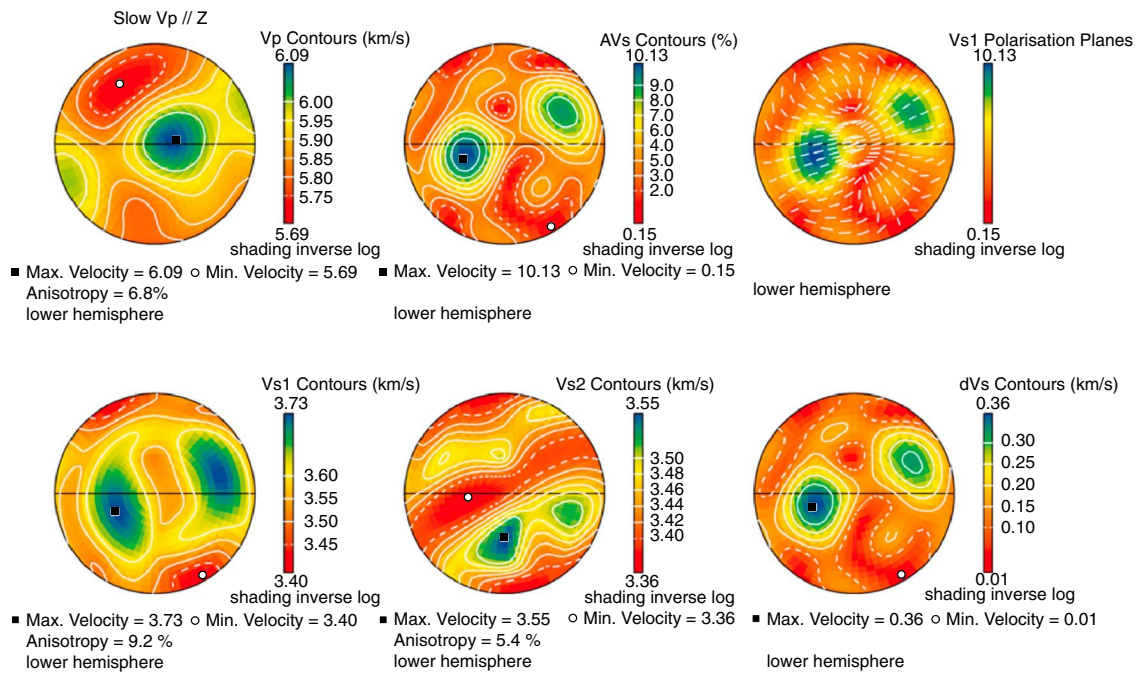 Slow Vp // Z
Vp Contours (km/s)
6.09
6.00
5.95
5.90
5.85
5.80
5.75
5.69
shading inverse log
■ Max. Velocity = 6.09 ○ Min. Velocity = 5.69
Anisotropy = 6.8%
lower hemisphere
AVs Contours (%)
10.13
9.0
8.0
7.0
6.0
5.0
4.0
3.0
2.0
0.15
shading inverse log
■ Max. Velocity = 10.13 ○ Min. Velocity = 0.15
lower hemisphere
Vs1 Polarisation Planes
10.13
0.15
shading inverse log
lower hemisphere
Vs1 Contours (km/s)
3.73
3.60
3.55
3.50
3.45
3.40
shading inverse log
■ Max. Velocity = 3.73 ○ Min. Velocity = 3.40
Anisotropy = 9.2 %
lower hemisphere
Vs2 Contours (km/s)
3.55
3.50
3.48
3.46
3.44
3.42
3.40
3.36
shading inverse log
■ Max. Velocity = 3.55 ○ Min. Velocity = 3.36
Anisotropy = 5.4 %
lower hemisphere
dVs Contours (km/s)
0.36
0.30
0.25
0.20
0.15
0.10
0.01
shading inverse log
■ Max. Velocity = 0.36 ○ Min. Velocity = 0.01
lower hemisphere